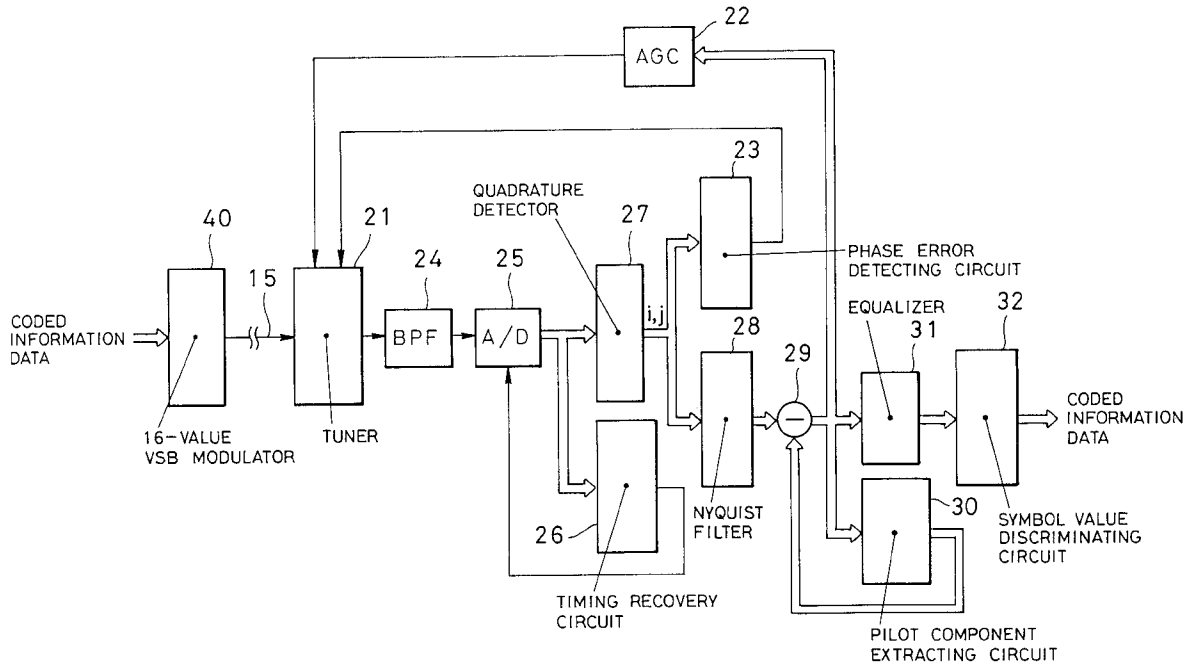 22
AGC
23
QUADRATURE
DETECTOR
40
21
27
PHASE ERROR
DETECTING CIRCUIT
24
25
15
i,j
EQUALIZER
32
31
CODED
INFORMATION
DATA
BPF
A/D
28
29
−
CODED
INFORMATION
DATA
16-VALUE
VSB MODULATOR
TUNER
NYQUIST
FILTER
30
26
SYMBOL VALUE
DISCRIMINATING
CIRCUIT
TIMING RECOVERY
CIRCUIT
PILOT COMPONENT
EXTRACTING CIRCUIT